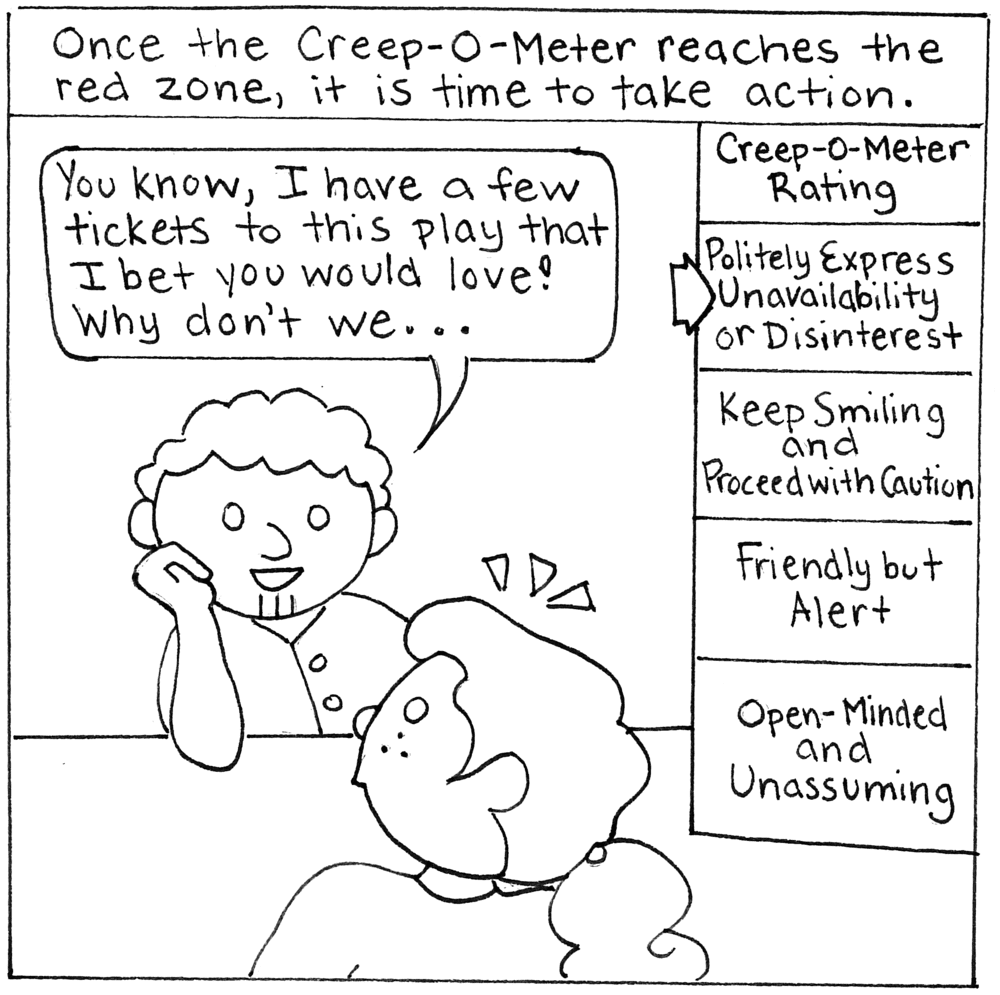 Once the Creep-O-Meter reaches the
red zone, it is time to take action.
You know, I have a few
tickets to this play that
I bet you would love!
Why don't we...
Creep-O-Meter
Rating
Politely Express
Unavailability
or Disinterest
Keep Smiling
and
Proceed with Caution
Friendly but
Alert
Open-Minded
and
Unassuming